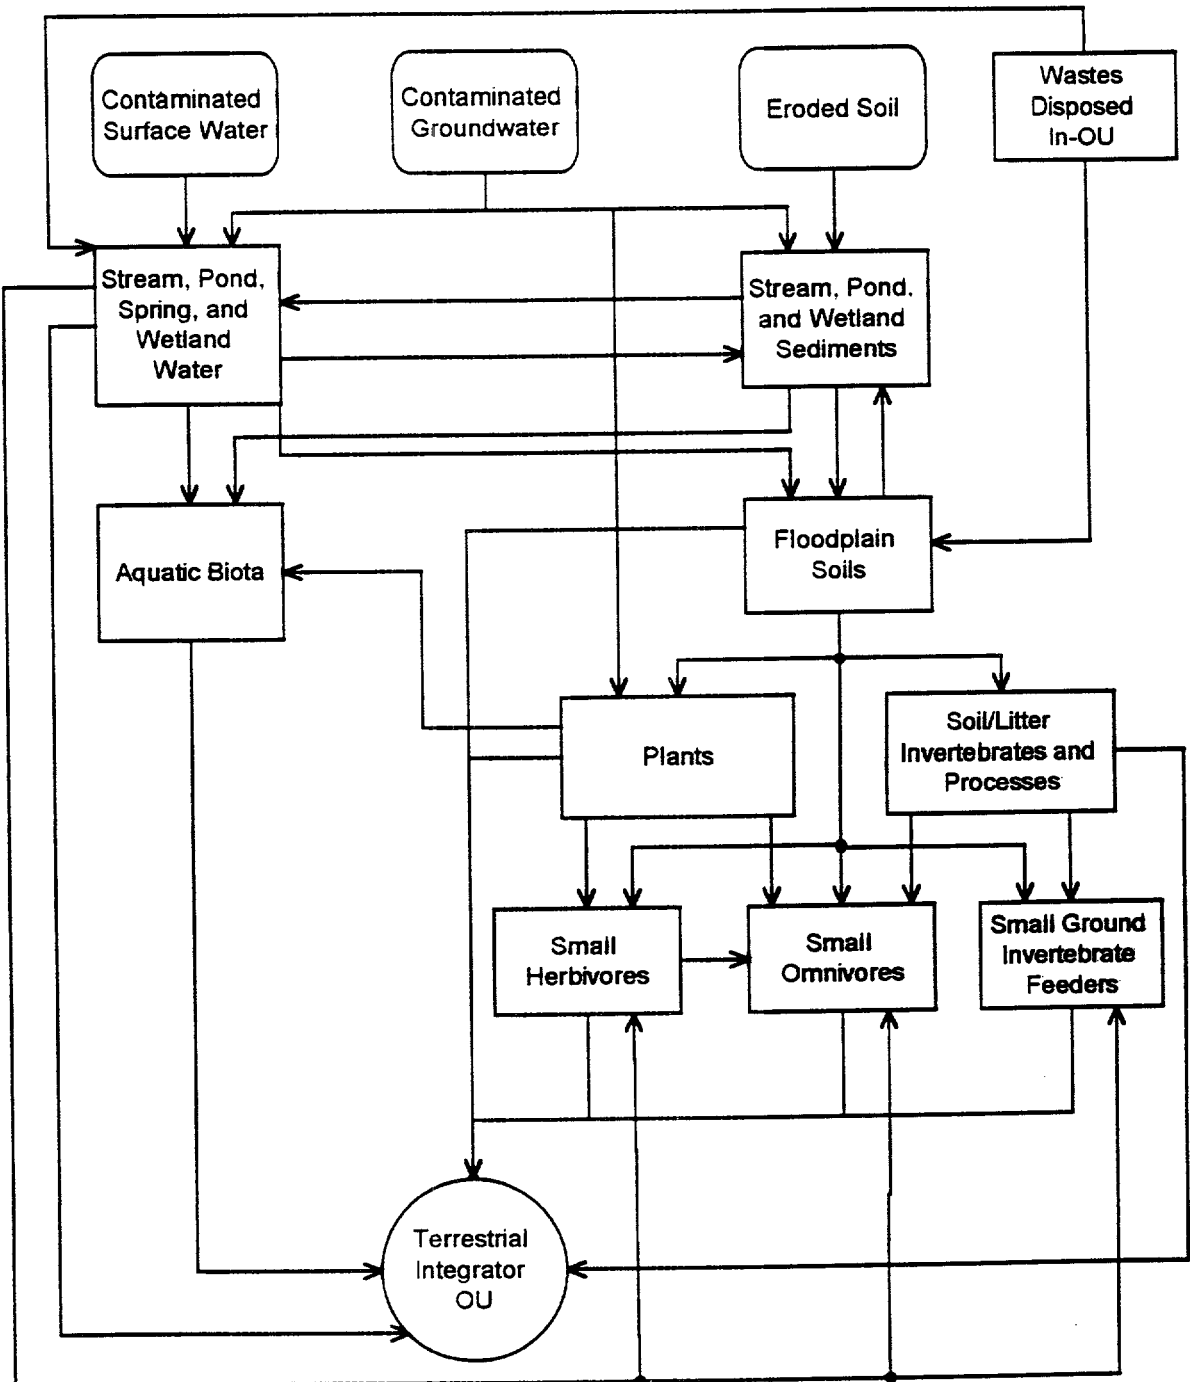 Contaminated
Surface Water
Contaminated
Groundwater
Eroded Soil
Wastes
Disposed
In-OU
Stream, Pond,
Spring, and
Wetland
Water
Stream, Pond.
and Wetland
Sediments
Aquatic Biota
Floodplain
Soils
Plants
Soil/Litter
Invertebrates and
Processes
Small
Herbivores
Small
Omnivores
Small Ground
Invertebrate
Feeders
Terrestrial
Integrator
OU